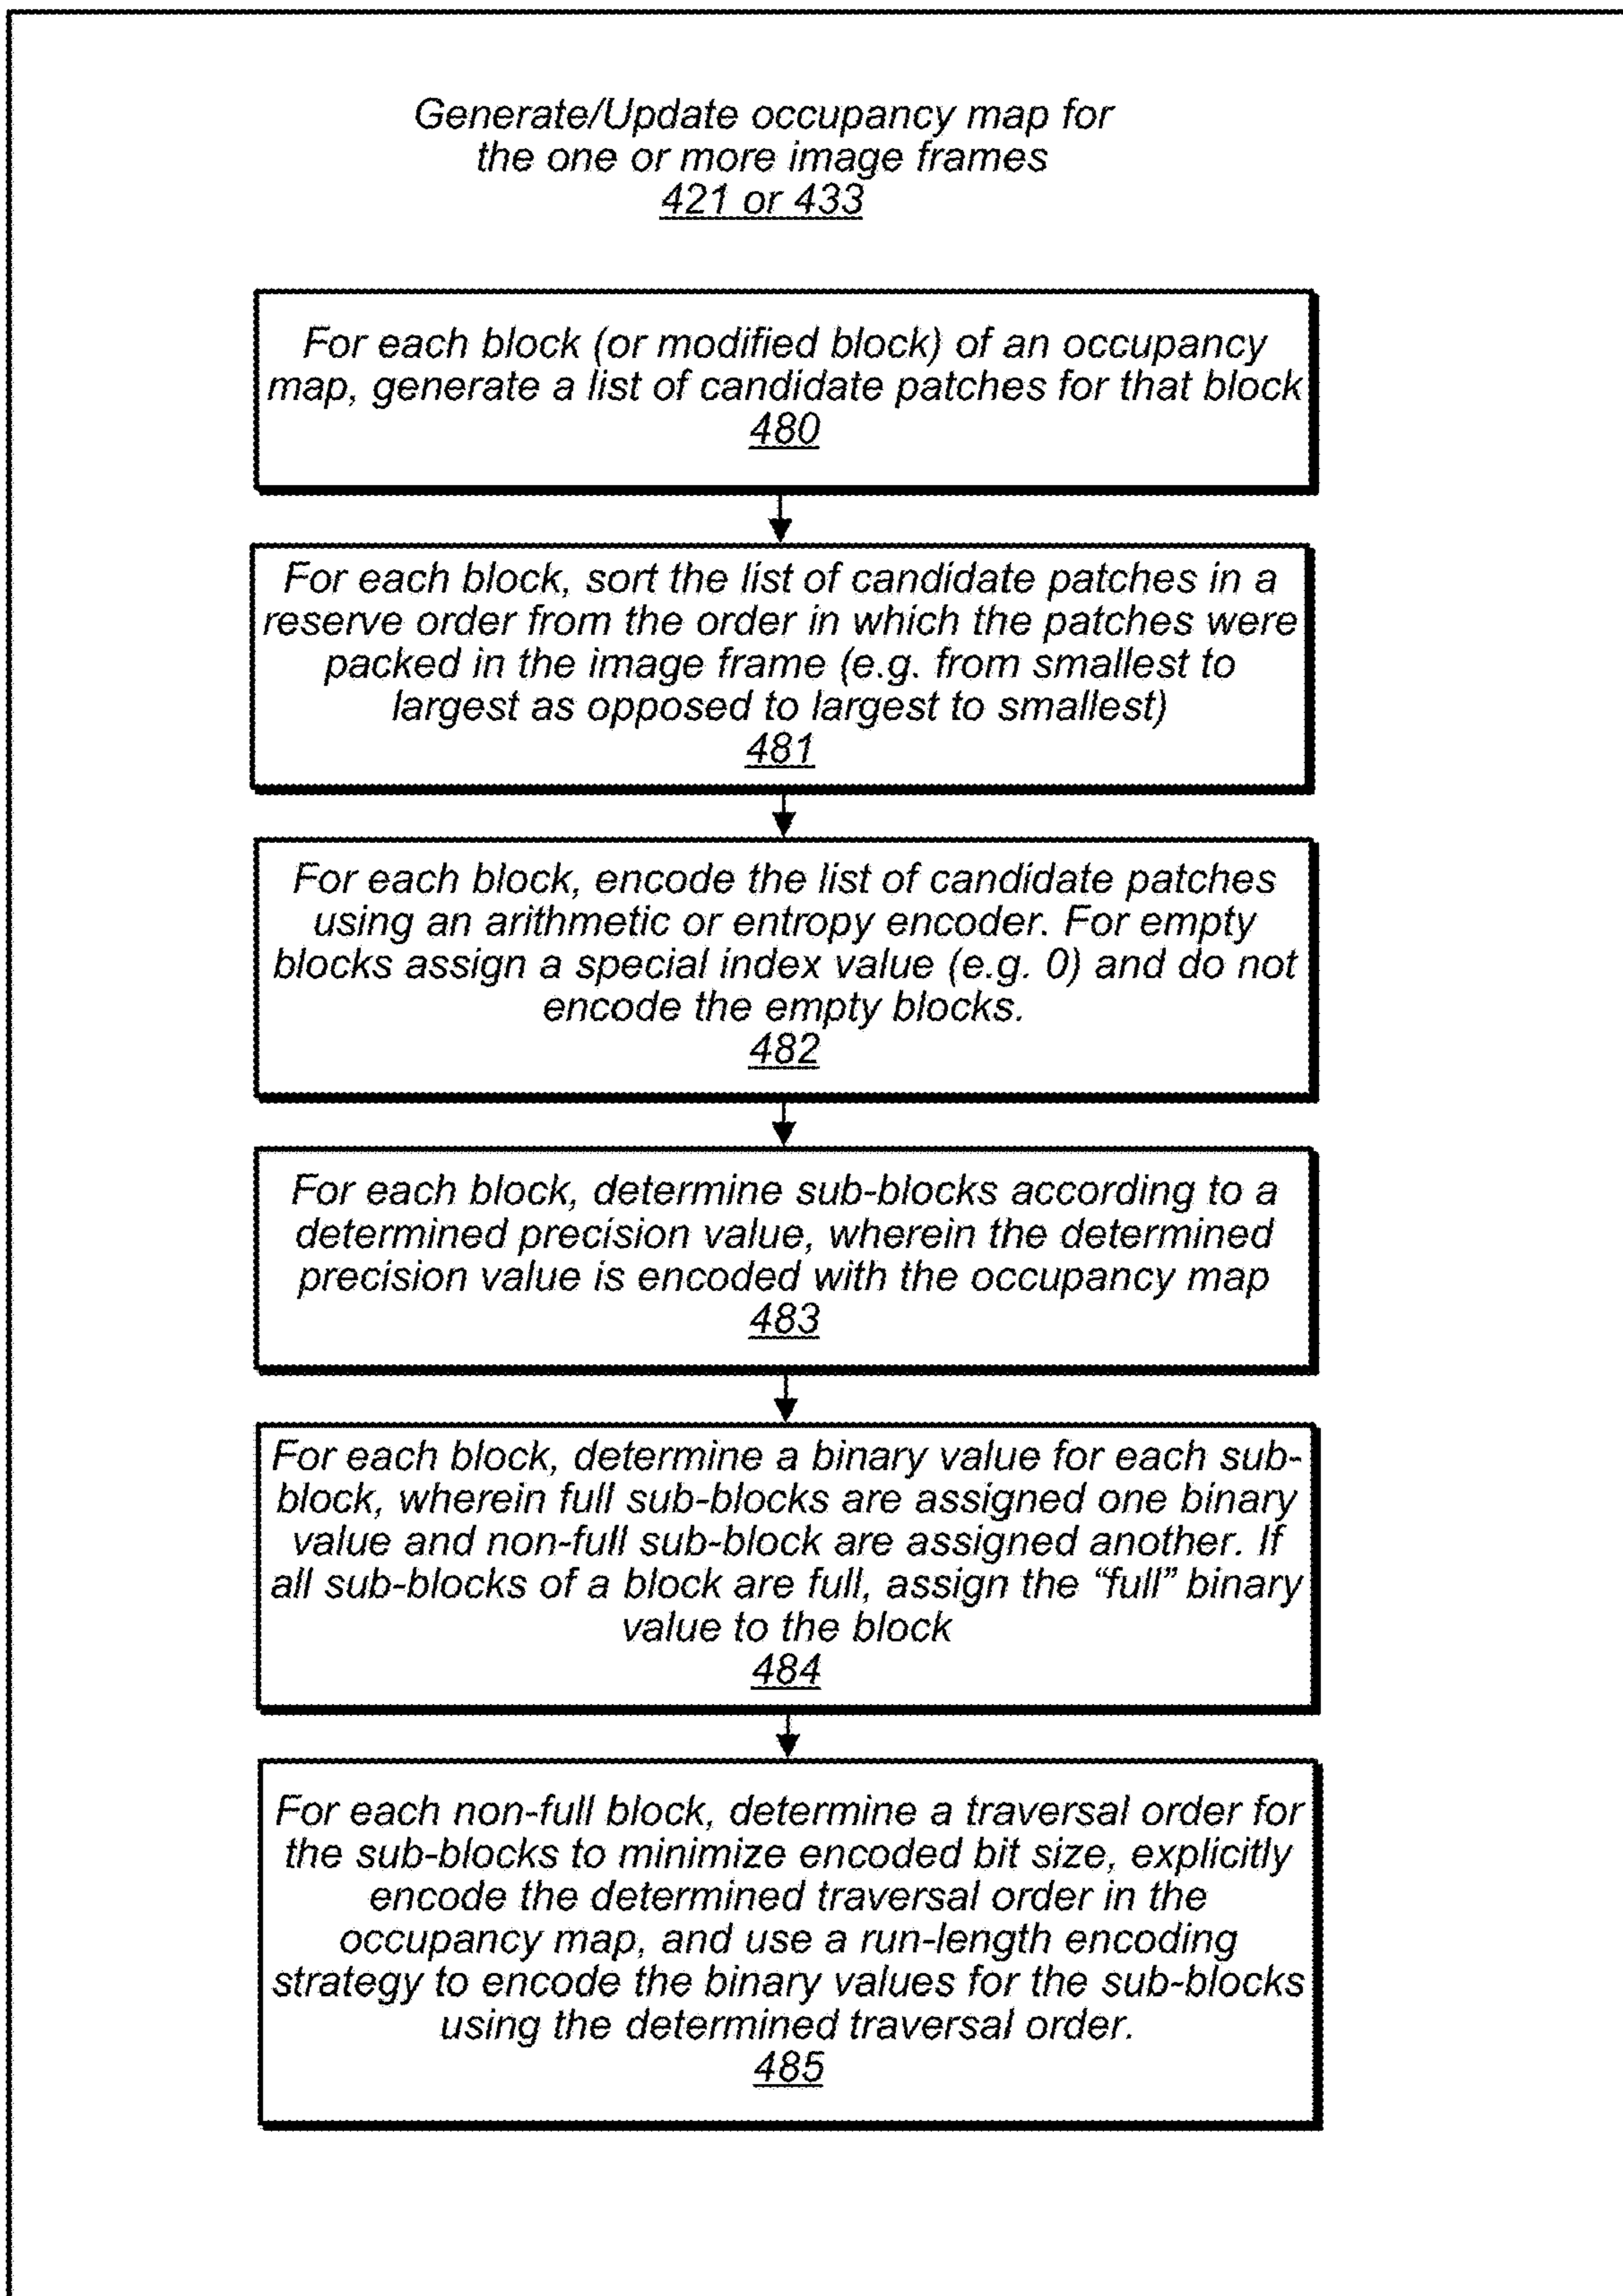 Generate/Update occupancy map for
the one or more image frames
421 or 433
For each block (or modified block) of an occupancy
map, generate a list of candidate patches for that block
480
For each block, sort the list of candidate patches in a
reserve order from the order in which the patches were
packed in the image frame (e.g. from smallest to
largest as opposed to largest to smallest)
481
For each block, encode the list of candidate patches
using an arithmetic or entropy encoder. For empty
blocks assign a special index value (e.g. 0) and do not
encode the empty blocks.
482
For each block, determine sub-blocks according to a
determined precision value, wherein the determined
precision value is encoded with the occupancy map
483
For each block, determine a binary value for each sub-
block, wherein full sub-blocks are assigned one binary
value and non-full sub-block are assigned another. If
all sub-blocks of a block are full, assign the “full” binary
value to the block
484
For each non-full block, determine a traversal order for
the sub-blocks to minimize encoded bit size, explicitly
encode the determined traversal order in the
occupancy map, and use a run-length encoding
strategy to encode the binary values for the sub-blocks
using the determined traversal order.
485